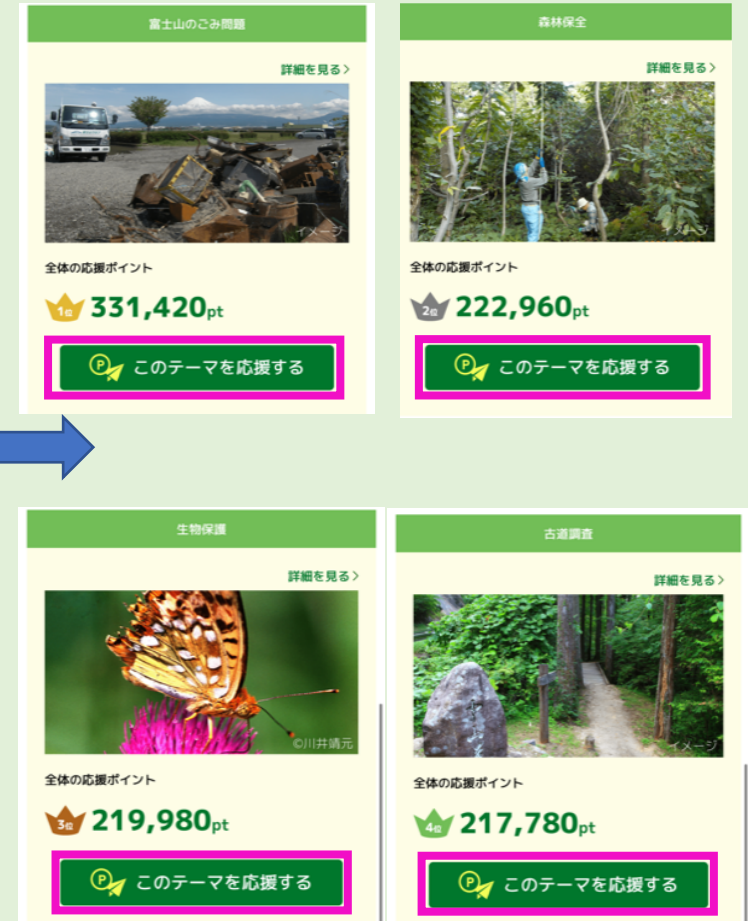 富士山のごみ問題
詳細を見る>
イメージ
全体の応援ポイント
1位 331,420pt
P このテーマを応援する
森林保全
詳細を見る>
イメージ
全体の応援ポイント
2位 222,960pt
P このテーマを応援する
生物保護
詳細を見る>
©川井靖元
全体の応援ポイント
3位 219,980pt
P このテーマを応援する
古道調査
詳細を見る>
イメージ
全体の応援ポイント
4位 217,780pt
P このテーマを応援する